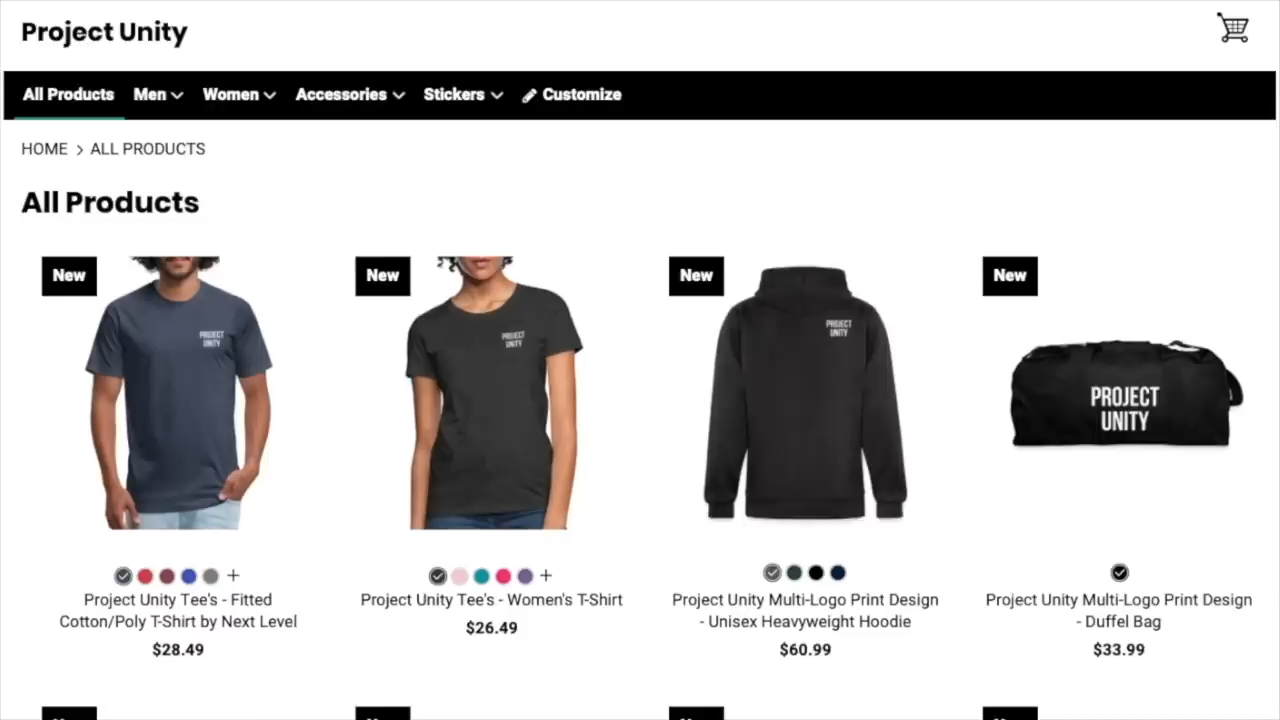 Project Unity
All Products Men Women Accessories Stickers Customize
HOME > ALL PRODUCTS
All Products
New New New New
PROJECT
UNITY
PROJECT
UNITY
PROJECT
UNITY
PROJECT
UNITY
Project Unity Tee's - Fitted
Cotton/Poly T-Shirt by Next Level
$28.49
Project Unity Tee's - Women's T-Shirt
$26.49
Project Unity Multi-Logo Print Design
- Unisex Heavyweight Hoodie
$60.99
Project Unity Multi-Logo Print Design
- Duffel Bag
$33.99